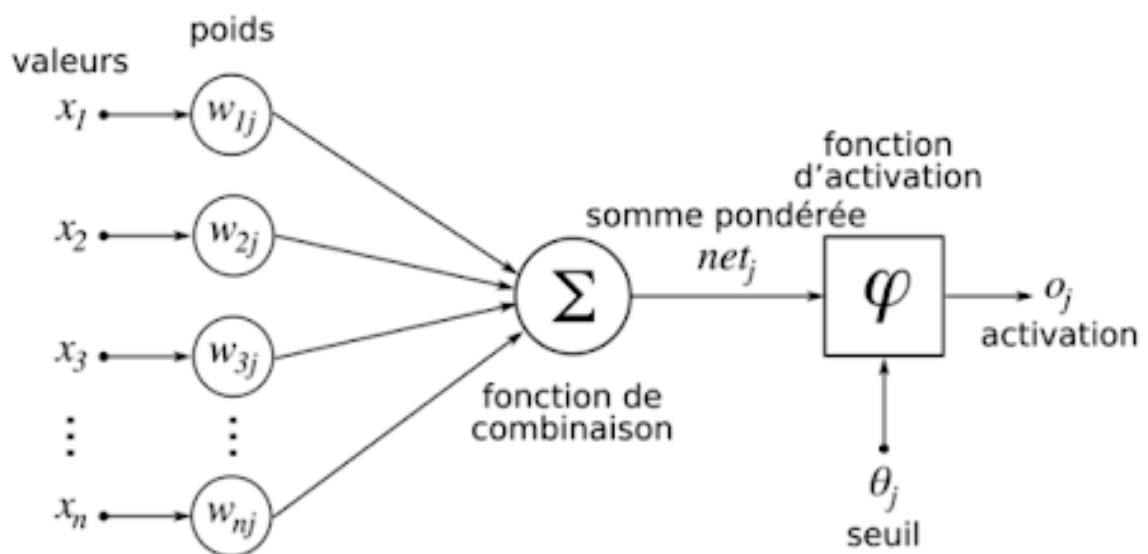 poids
valeurs
x₁
w₁ⱼ
x₂
w₂ⱼ
x₃
w₃ⱼ
⋮ ⋮
xₙ
wₙⱼ
Σ
fonction de
combinaison
somme pondérée
netⱼ
fonction
d'activation
φ
oⱼ
activation
θⱼ
seuil